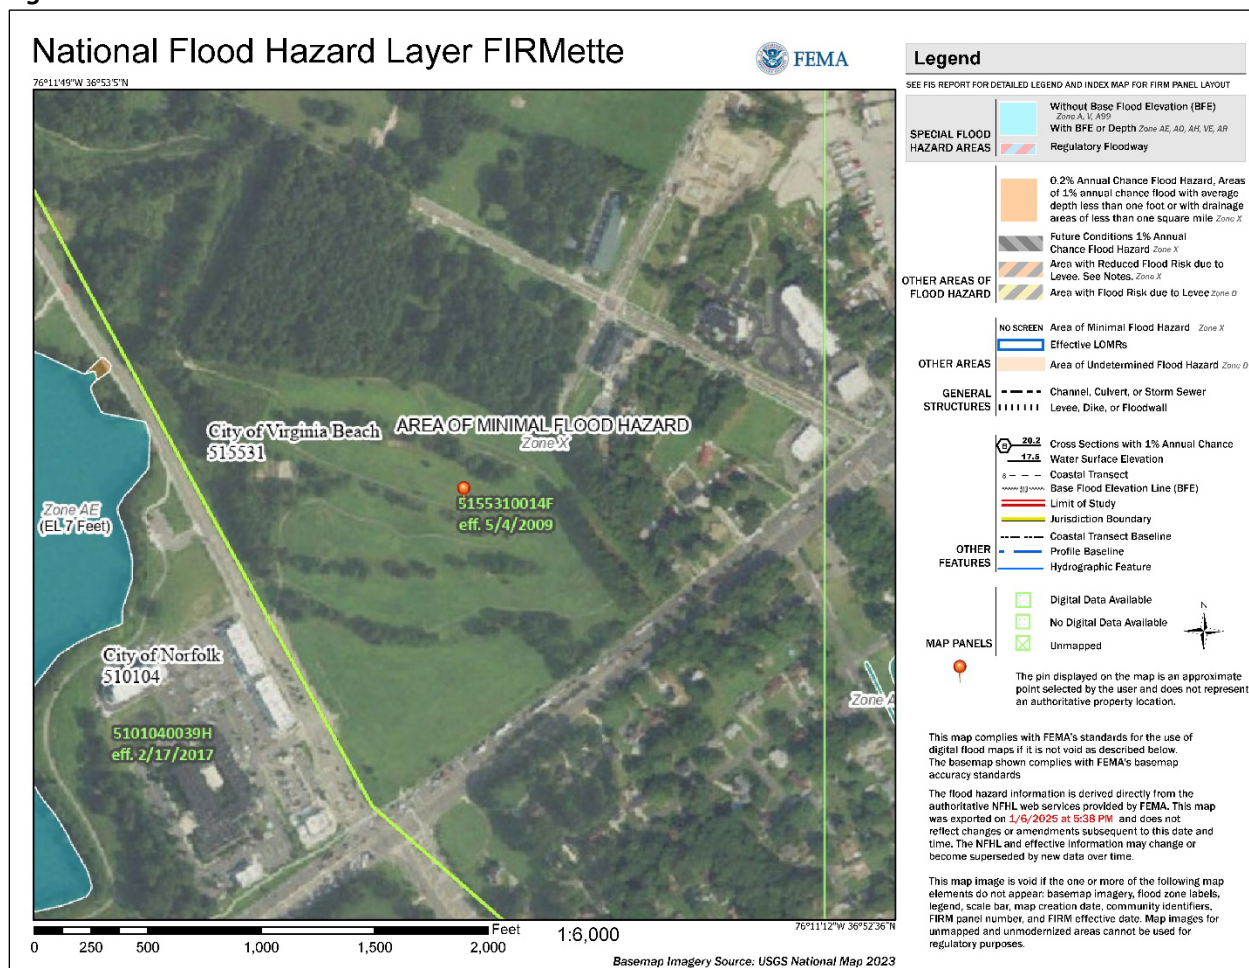 National Flood Hazard Layer FIRMette
FEMA
76°11'49"W 36°53'5"N
City of Virginia Beach
515531
AREA OF MINIMAL FLOOD HAZARD
Zone X
5155310014F
eff. 5/4/2009
Zone AE
(EL 7 Feet)
City of Norfolk
510104
5101040039H
eff. 2/17/2017
Zone A
0 250 500 1,000 1,500 2,000
Feet
1:6,000
76°11'12"W 36°52'36"N
Basemap Imagery Source: USGS National Map 2023
Legend
SEE FIS REPORT FOR DETAILED LEGEND AND INDEX MAP FOR FIRM PANEL LAYOUT
SPECIAL FLOOD
HAZARD AREAS
Without Base Flood Elevation (BFE)
Zone A, V, A99
With BFE or Depth Zone AE, AO, AH, VE, AR
Regulatory Floodway
OTHER AREAS OF
FLOOD HAZARD
0.2% Annual Chance Flood Hazard, Areas
of 1% annual chance flood with average
depth less than one foot or with drainage
areas of less than one square mile Zone X
Future Conditions 1% Annual
Chance Flood Hazard Zone X
Area with Reduced Flood Risk due to
Levee. See Notes. Zone X
Area with Flood Risk due to Levee Zone D
OTHER AREAS
NO SCREEN Area of Minimal Flood Hazard Zone X
Effective LOMRs
Area of Undetermined Flood Hazard Zone D
GENERAL
STRUCTURES
Channel, Culvert, or Storm Sewer
Levee, Dike, or Floodwall
OTHER
FEATURES
B 20.2 Cross Sections with 1% Annual Chance
17.5 Water Surface Elevation
8 Coastal Transect
513 Base Flood Elevation Line (BFE)
Limit of Study
Jurisdiction Boundary
Coastal Transect Baseline
Profile Baseline
Hydrographic Feature
MAP PANELS
Digital Data Available
No Digital Data Available
Unmapped
N
The pin displayed on the map is an approximate
point selected by the user and does not represent
an authoritative property location.
This map complies with FEMA's standards for the use of
digital flood maps if it is not void as described below.
The basemap shown complies with FEMA's basemap
accuracy standards
The flood hazard information is derived directly from the
authoritative NFHL web services provided by FEMA. This map
was exported on 1/6/2025 at 5:38 PM and does not
reflect changes or amendments subsequent to this date and
time. The NFHL and effective information may change or
become superseded by new data over time.
This map image is void if the one or more of the following map
elements do not appear: basemap imagery, flood zone labels,
legend, scale bar, map creation date, community identifiers,
FIRM panel number, and FIRM effective date. Map images for
unmapped and unmodernized areas cannot be used for
regulatory purposes.